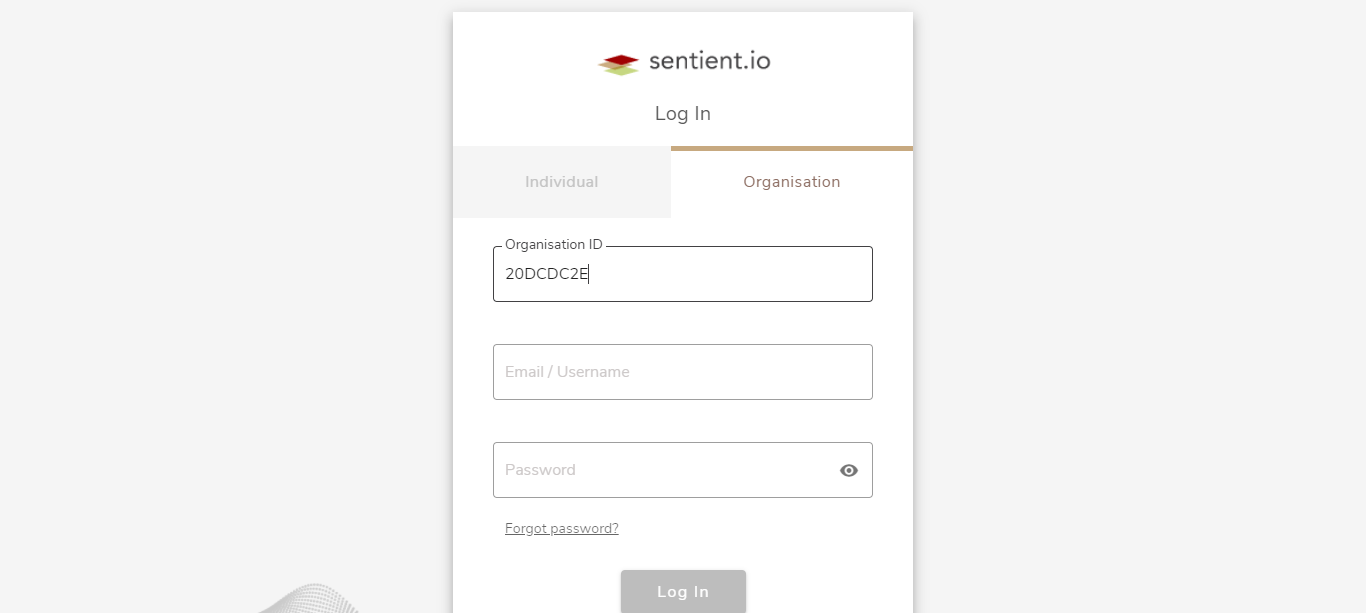 sentient.io
Log In
Individual
Organisation
Organisation ID
20DCDC2E
Email / Username
Password
Forgot password?
Log In